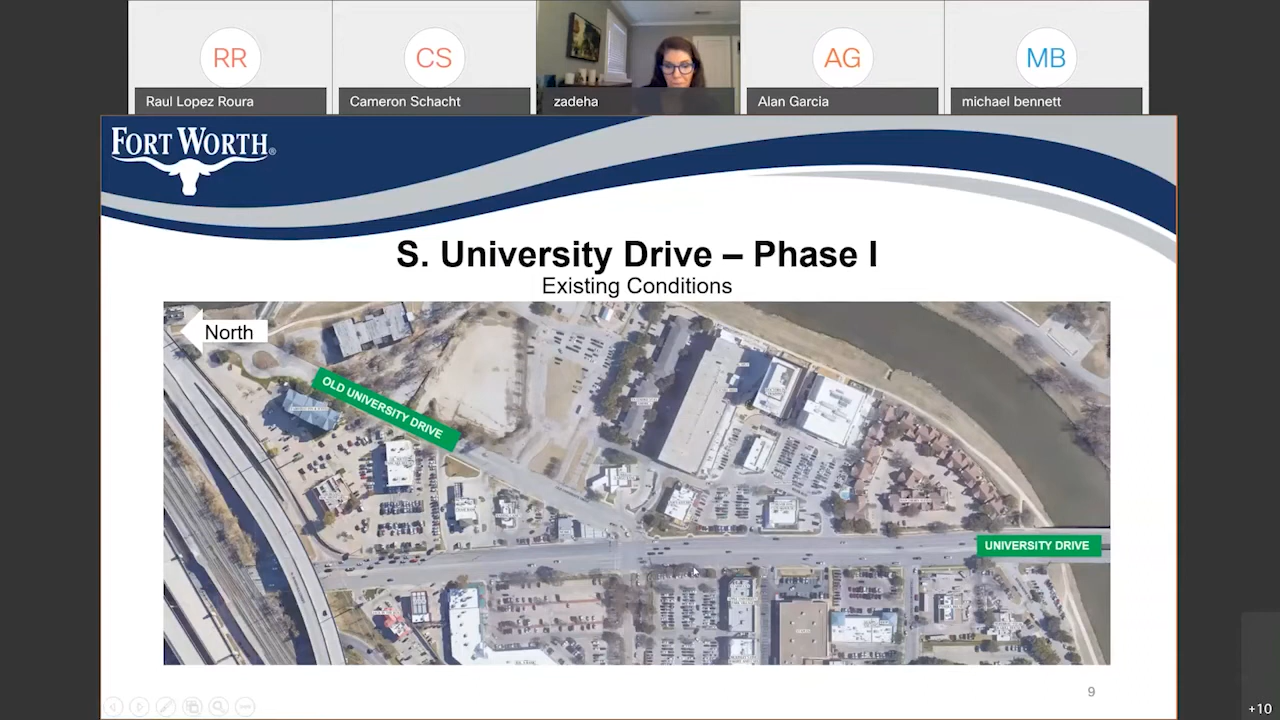 RR
CS
AG
MB
Raul Lopez Roura
Cameron Schacht
zadeha
Alan Garcia
michael bennett
FORT WORTH®
S. University Drive – Phase I
Existing Conditions
North
OLD UNIVERSITY DRIVE
UNIVERSITY DRIVE
9
+10